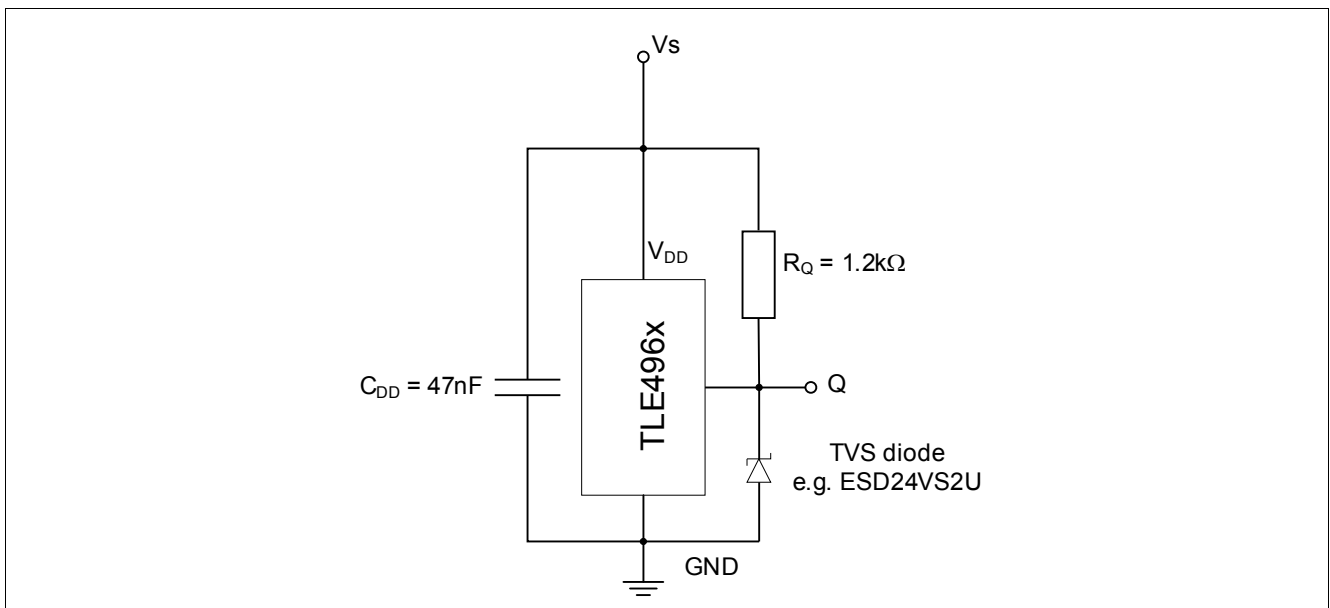 Vs
VDD
RQ = 1.2kΩ
TLE496x
CDD = 47nF
Q
TVS diode
e.g. ESD24VS2U
GND